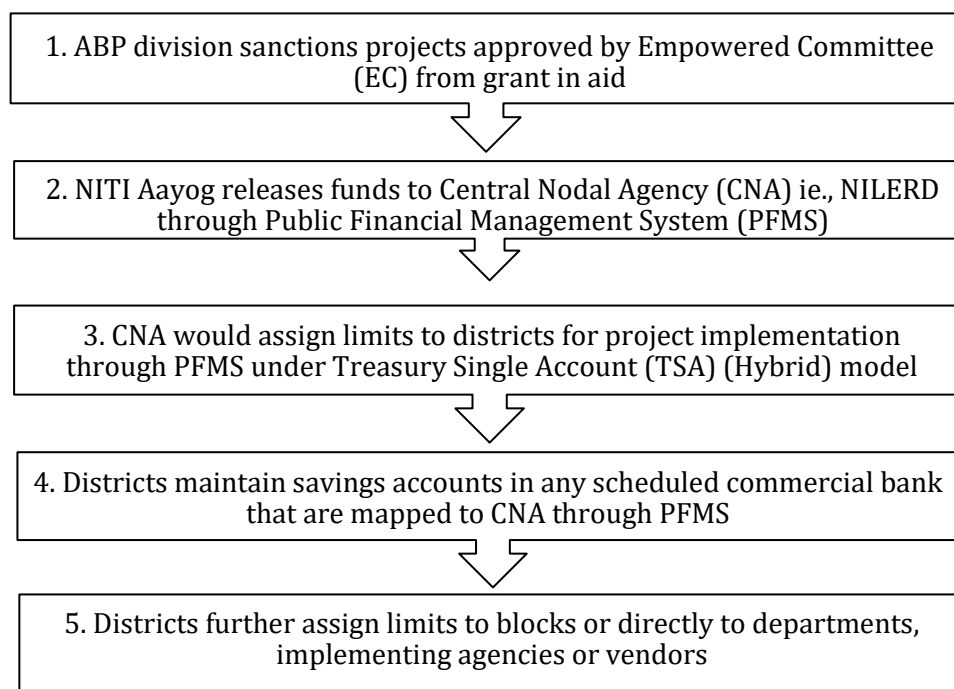 1. ABP division sanctions projects approved by Empowered Committee
(EC) from grant in aid
2. NITI Aayog releases funds to Central Nodal Agency (CNA) ie., NILERD
through Public Financial Management System (PFMS)
3. CNA would assign limits to districts for project implementation
through PFMS under Treasury Single Account (TSA) (Hybrid) model
4. Districts maintain savings accounts in any scheduled commercial bank
that are mapped to CNA through PFMS
5. Districts further assign limits to blocks or directly to departments,
implementing agencies or vendors